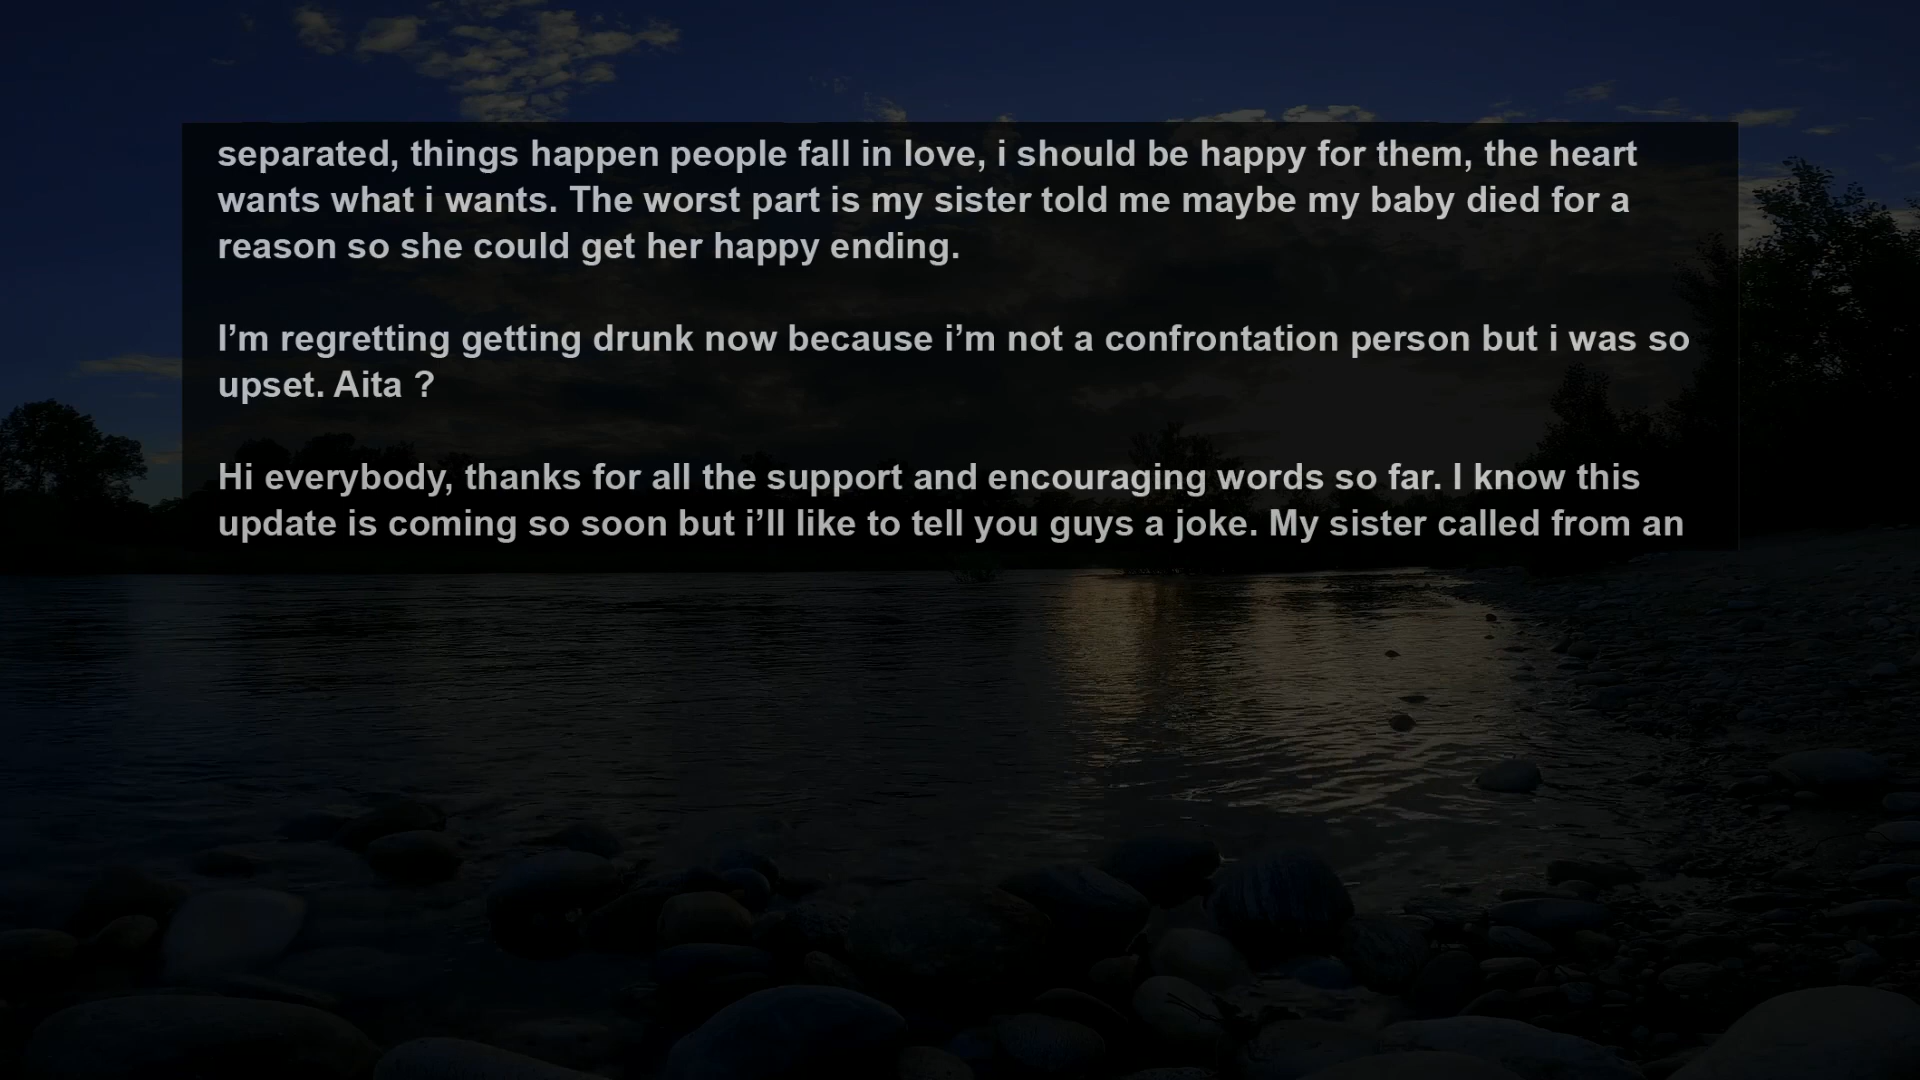 separated, things happen people fall in love, i should be happy for them, the heart
wants what i wants. The worst part is my sister told me maybe my baby died for a
reason so she could get her happy ending.
I’m regretting getting drunk now because i’m not a confrontation person but i was so
upset. Aita ?
Hi everybody, thanks for all the support and encouraging words so far. I know this
update is coming so soon but i’ll like to tell you guys a joke. My sister called from an